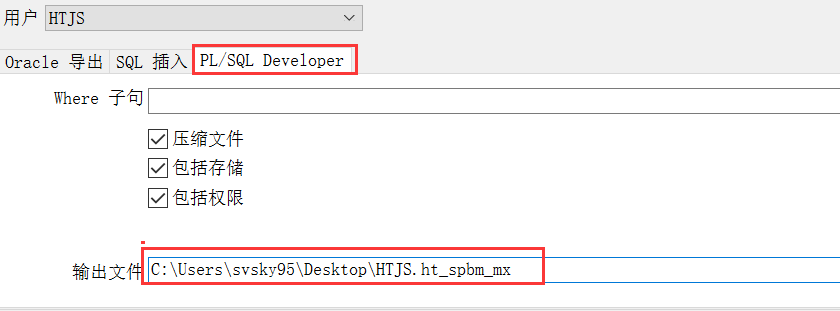 用户 HTJS
Oracle 导出 SQL 插入 PL/SQL Developer
Where 子句
压缩文件
包括存储
包括权限
输出文件 C:\Users\svsky95\Desktop\HTJS.ht_spbm_mx